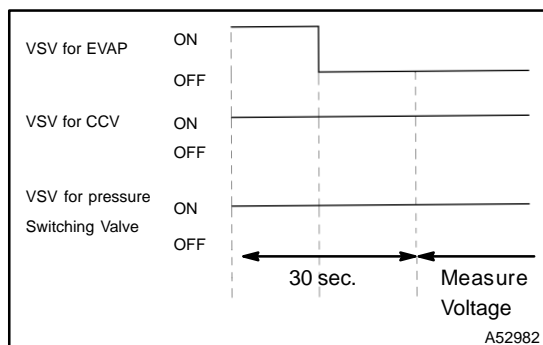 VSV for EVAP
ON
OFF
VSV for CCV
ON
OFF
VSV for pressure
Switching Valve
ON
OFF
30 sec.
Measure
Voltage
A52982